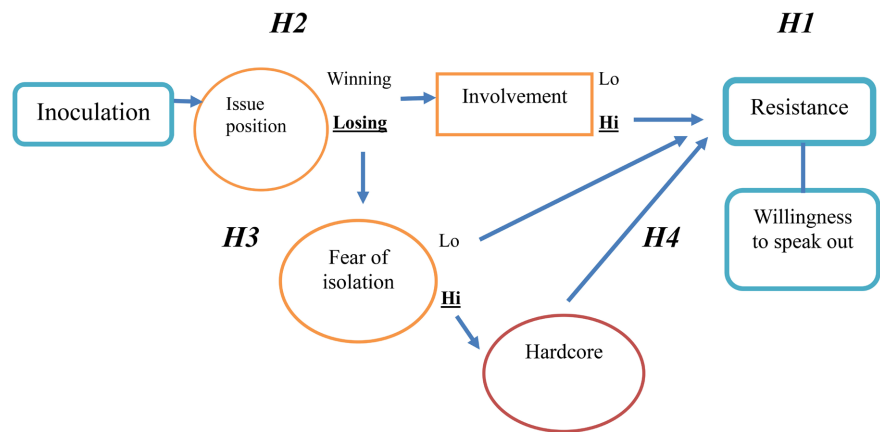 H2
H1
Inoculation
Issue
position
Winning
Losing
Involvement
Lo
Hi
Resistance
Willingness
to speak out
H3
Fear of
isolation
Lo
Hi
H4
Hardcore